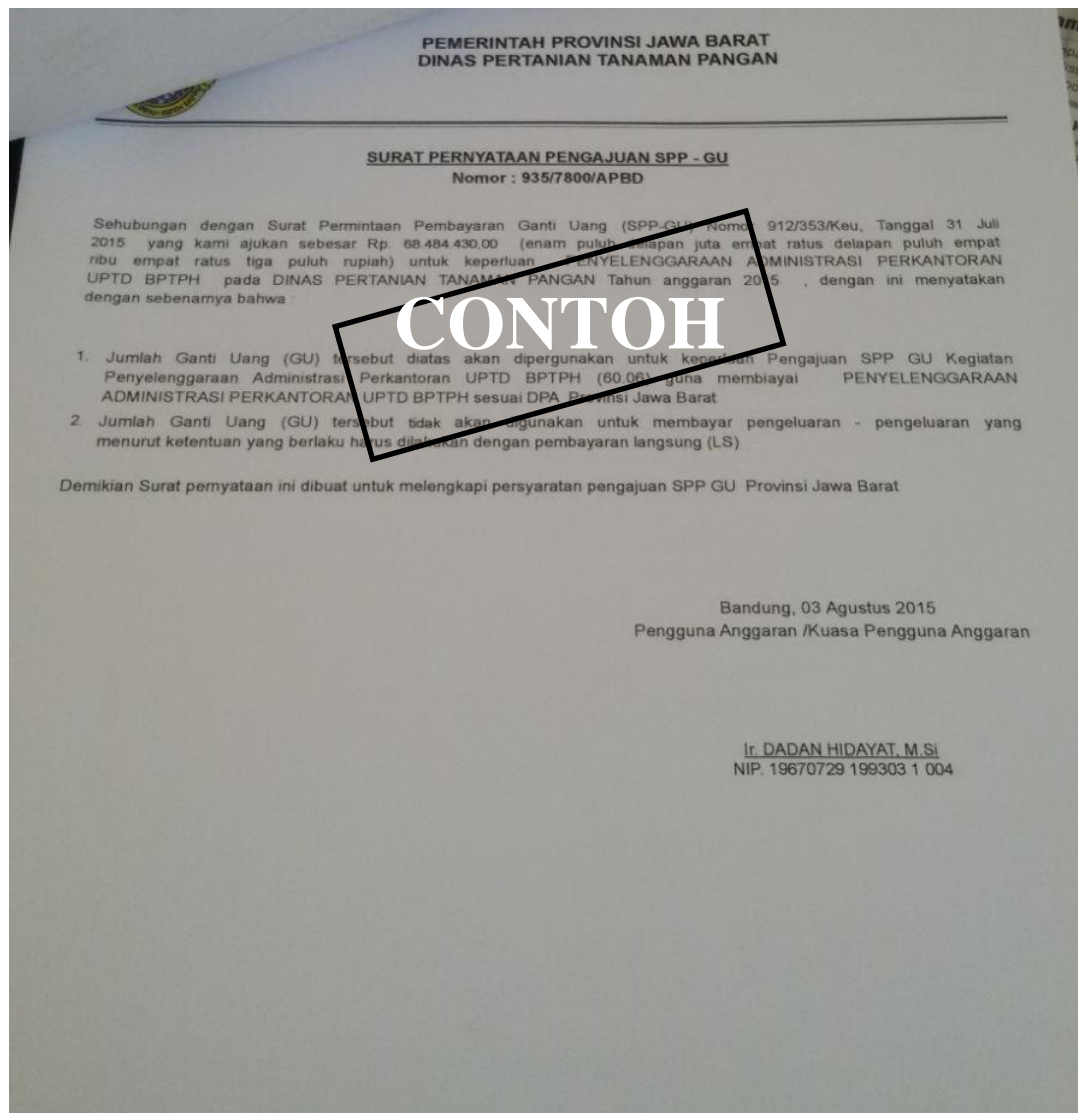 PEMERINTAH PROVINSI JAWA BARAT
DINAS PERTANIAN TANAMAN PANGAN
SURAT PERNYATAAN PENGAJUAN SPP - GU
Nomor : 935/7800/APBD
Sehubungan dengan Surat Permintaan Pembayaran Ganti Uang (SPP-GU) Nomor 912/353/Keu, Tanggal 31 Juli
2015 yang kami ajukan sebesar Rp. 68.484.430,00 (enam puluh delapan juta empat ratus delapan puluh empat
ribu empat ratus tiga puluh rupiah) untuk keperluan PENYELENGGARAAN ADMINISTRASI PERKANTORAN
UPTD BPTPH pada DINAS PERTANIAN TANAMAN PANGAN Tahun anggaran 2015 , dengan ini menyatakan
dengan sebenarnya bahwa :
CONTOH
1. Jumlah Ganti Uang (GU) tersebut diatas akan dipergunakan untuk keperluan Pengajuan SPP GU Kegiatan
Penyelenggaraan Administrasi Perkantoran UPTD BPTPH (60.06) guna membiayai PENYELENGGARAAN
ADMINISTRASI PERKANTORAN UPTD BPTPH sesuai DPA Provinsi Jawa Barat
2. Jumlah Ganti Uang (GU) tersebut tidak akan digunakan untuk membayar pengeluaran - pengeluaran yang
menurut ketentuan yang berlaku harus dilakukan dengan pembayaran langsung (LS)
Demikian Surat pernyataan ini dibuat untuk melengkapi persyaratan pengajuan SPP GU Provinsi Jawa Barat
Bandung, 03 Agustus 2015
Pengguna Anggaran /Kuasa Pengguna Anggaran
Ir. DADAN HIDAYAT, M.Si
NIP. 19670729 199303 1 004